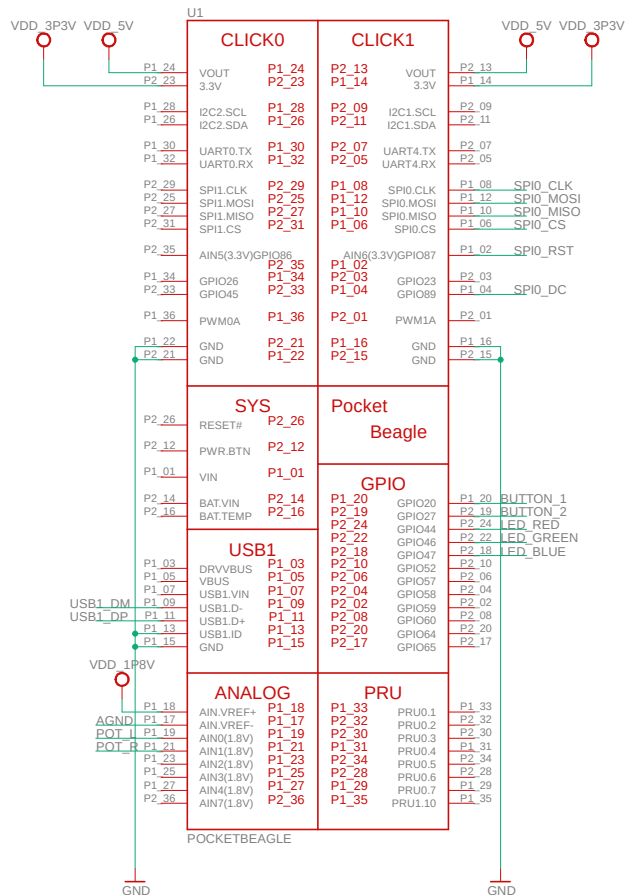 U1
VDD_3P3V VDD_5V VDD_5V VDD_3P3V
CLICK0 CLICK1
P1_24 VOUT P1_24 P2_13 VOUT P2_13
P2_23 3.3V P2_23 P1_14 3.3V P1_14
P1_28 I2C2.SCL P1_28 P2_09 I2C1.SCL P2_09
P1_26 I2C2.SDA P1_26 P2_11 I2C1.SDA P2_11
P1_30 UART0.TX P1_30 P2_07 UART4.TX P2_07
P1_32 UART0.RX P1_32 P2_05 UART4.RX P2_05
P2_29 SPI1.CLK P2_29 P1_08 SPI0.CLK P1_08 SPI0_CLK
P2_25 SPI1.MOSI P2_25 P1_12 SPI0.MOSI P1_12 SPI0_MOSI
P2_27 SPI1.MISO P2_27 P1_10 SPI0.MISO P1_10 SPI0_MISO
P2_31 SPI1.CS P2_31 P1_06 SPI0.CS P1_06 SPI0_CS
P2_35 AIN5(3.3V)GPIO86 AIN6(3.3V)GPIO87 P1_02 SPI0_RST
P2_35 P1_02
P1_34 GPIO26 P1_34 P2_03 GPIO23 P2_03
P2_33 GPIO45 P2_33 P1_04 GPIO89 P1_04 SPI0_DC
P1_36 PWM0A P1_36 P2_01 PWM1A P2_01
P1_22 GND P2_21 P1_16 GND P1_16
P2_21 GND P1_22 P2_15 GND P2_15
SYS Pocket
P2_26 RESET# P2_26 Beagle
P2_12 PWR.BTN P2_12
P1_01 VIN P1_01
GPIO
P2_14 BAT.VIN P2_14 P1_20 GPIO20 P1_20 BUTTON_1
P2_16 BAT.TEMP P2_16 P2_19 GPIO27 P2_19 BUTTON_2
P2_24 GPIO44 P2_24 LED_RED
P2_22 GPIO46 P2_22 LED_GREEN
USB1 P2_18 GPIO47 P2_18 LED_BLUE
P1_03 DRVVBUS P1_03 P2_10 GPIO52 P2_10
P1_05 VBUS P1_05 P2_06 GPIO57 P2_06
P1_07 USB1.VIN P1_07 P2_04 GPIO58 P2_04
USB1_DM P1_09 USB1.D- P1_09 P2_02 GPIO59 P2_02
USB1_DP P1_11 USB1.D+ P1_11 P2_08 GPIO60 P2_08
P1_13 USB1.ID P1_13 P2_20 GPIO64 P2_20
P1_15 GND P1_15 P2_17 GPIO65 P2_17
VDD_1P8V
ANALOG PRU
P1_18 AIN.VREF+ P1_18 P1_33 PRU0.1 P1_33
AGND P1_17 AIN.VREF- P1_17 P2_32 PRU0.2 P2_32
POT_L P1_19 AIN0(1.8V) P1_19 P2_30 PRU0.3 P2_30
POT_R P1_21 AIN1(1.8V) P1_21 P1_31 PRU0.4 P1_31
P1_23 AIN2(1.8V) P1_23 P2_34 PRU0.5 P2_34
P1_25 AIN3(1.8V) P1_25 P2_28 PRU0.6 P2_28
P1_27 AIN4(1.8V) P1_27 P1_29 PRU0.7 P1_29
P2_36 AIN7(1.8V) P2_36 P1_35 PRU1.10 P1_35
POCKETBEAGLE
GND GND